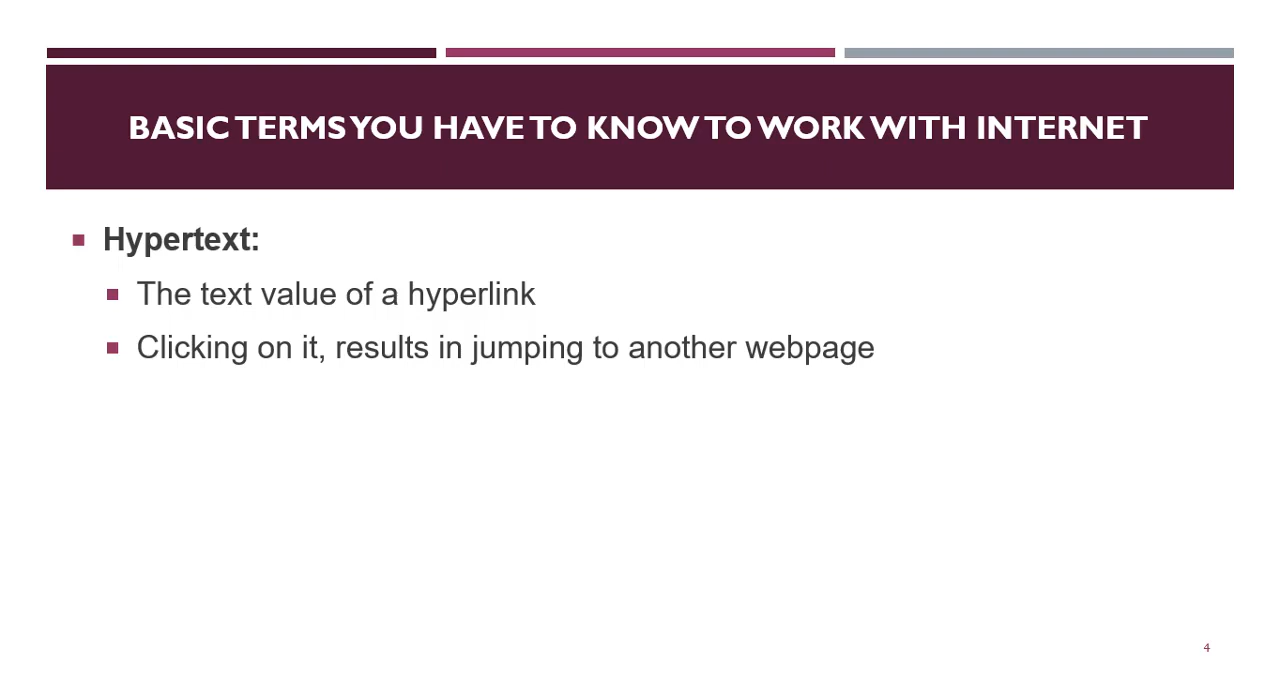 BASIC TERMS YOU HAVE TO KNOW TO WORK WITH INTERNET
Hypertext:
The text value of a hyperlink
Clicking on it, results in jumping to another webpage
4